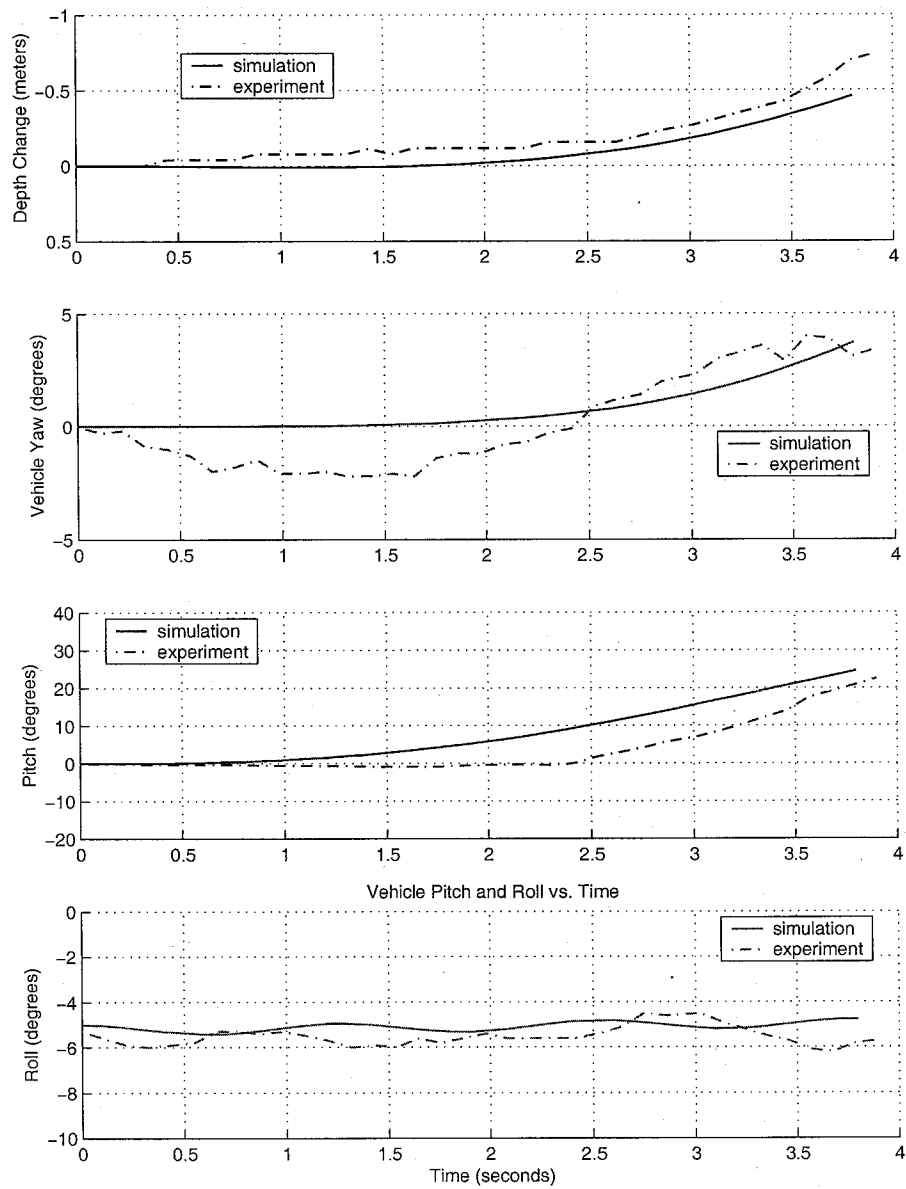 −1
−0.5
0
0.5
Depth Change (meters)
simulation
experiment
0 0.5 1 1.5 2 2.5 3 3.5 4
5
0
−5
Vehicle Yaw (degrees)
simulation
experiment
0 0.5 1 1.5 2 2.5 3 3.5 4
40
30
20
10
0
−10
−20
Pitch (degrees)
simulation
experiment
0 0.5 1 1.5 2 2.5 3 3.5 4
Vehicle Pitch and Roll vs. Time
0
−2
−4
−6
−8
−10
Roll (degrees)
simulation
experiment
0 0.5 1 1.5 2 2.5 3 3.5 4
Time (seconds)